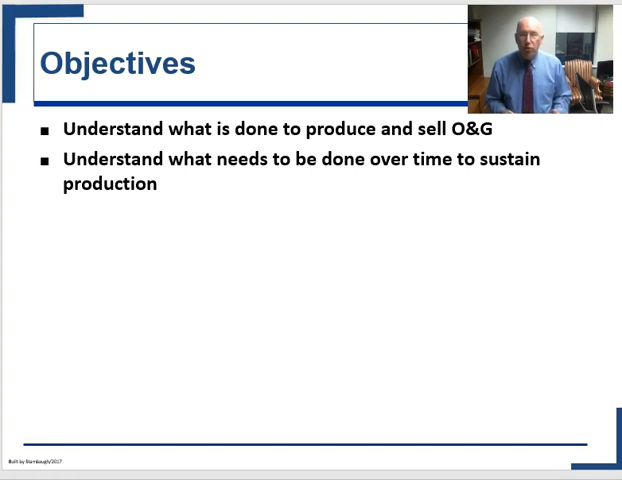 Objectives
■ Understand what is done to produce and sell O&G
■ Understand what needs to be done over time to sustain
production
Built by Stambaugh/2017